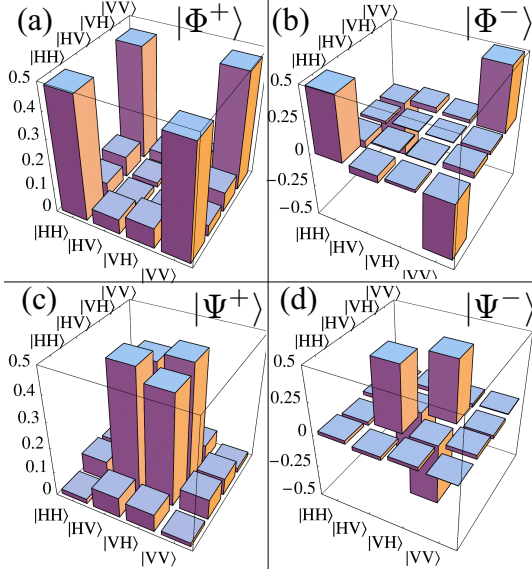 (a) |Φ⁺⟩
|VV⟩
|VH⟩
|HV⟩
|HH⟩
0.5
0.4
0.3
0.2
0.1
0
|HH⟩
|HV⟩
|VH⟩
|VV⟩
(b) |Φ⁻⟩
|VV⟩
|VH⟩
|HV⟩
|HH⟩
0.5
0.25
0
−0.25
−0.5
|HH⟩
|HV⟩
|VH⟩
|VV⟩
(c) |Ψ⁺⟩
|VV⟩
|VH⟩
|HV⟩
|HH⟩
0.5
0.4
0.3
0.2
0.1
0
|HH⟩
|HV⟩
|VH⟩
|VV⟩
(d) |Ψ⁻⟩
|VV⟩
|VH⟩
|HV⟩
|HH⟩
0.5
0.25
0
−0.25
−0.5
|HH⟩
|HV⟩
|VH⟩
|VV⟩